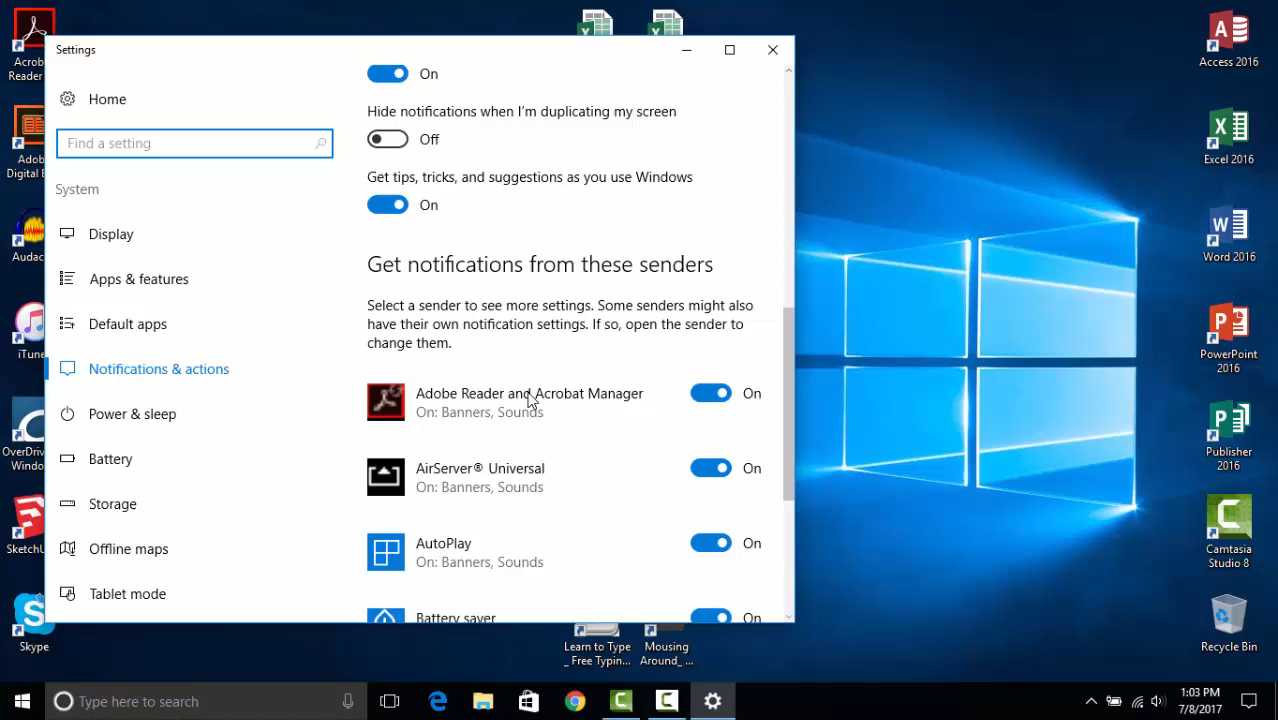 Settings
Home
Find a setting
System
Display
Apps & features
Default apps
Notifications & actions
Power & sleep
Battery
Storage
Offline maps
Tablet mode
On
Hide notifications when I'm duplicating my screen
Off
Get tips, tricks, and suggestions as you use Windows
On
Get notifications from these senders
Select a sender to see more settings. Some senders might also
have their own notification settings. If so, open the sender to
change them.
Adobe Reader and Acrobat Manager
On: Banners, Sounds
On
AirServer® Universal
On: Banners, Sounds
On
AutoPlay
On: Banners, Sounds
On
Battery saver
On
Acrob
Reader
Adob
Digital E
Audac
iTune
OverDriv
Windov
SketchU
Skype
Learn to Type
_ Free Typin...
Mousing
Around_ ...
Access 2016
Excel 2016
Word 2016
PowerPoint
2016
Publisher
2016
Camtasia
Studio 8
Recycle Bin
Type here to search
1:03 PM
7/8/2017